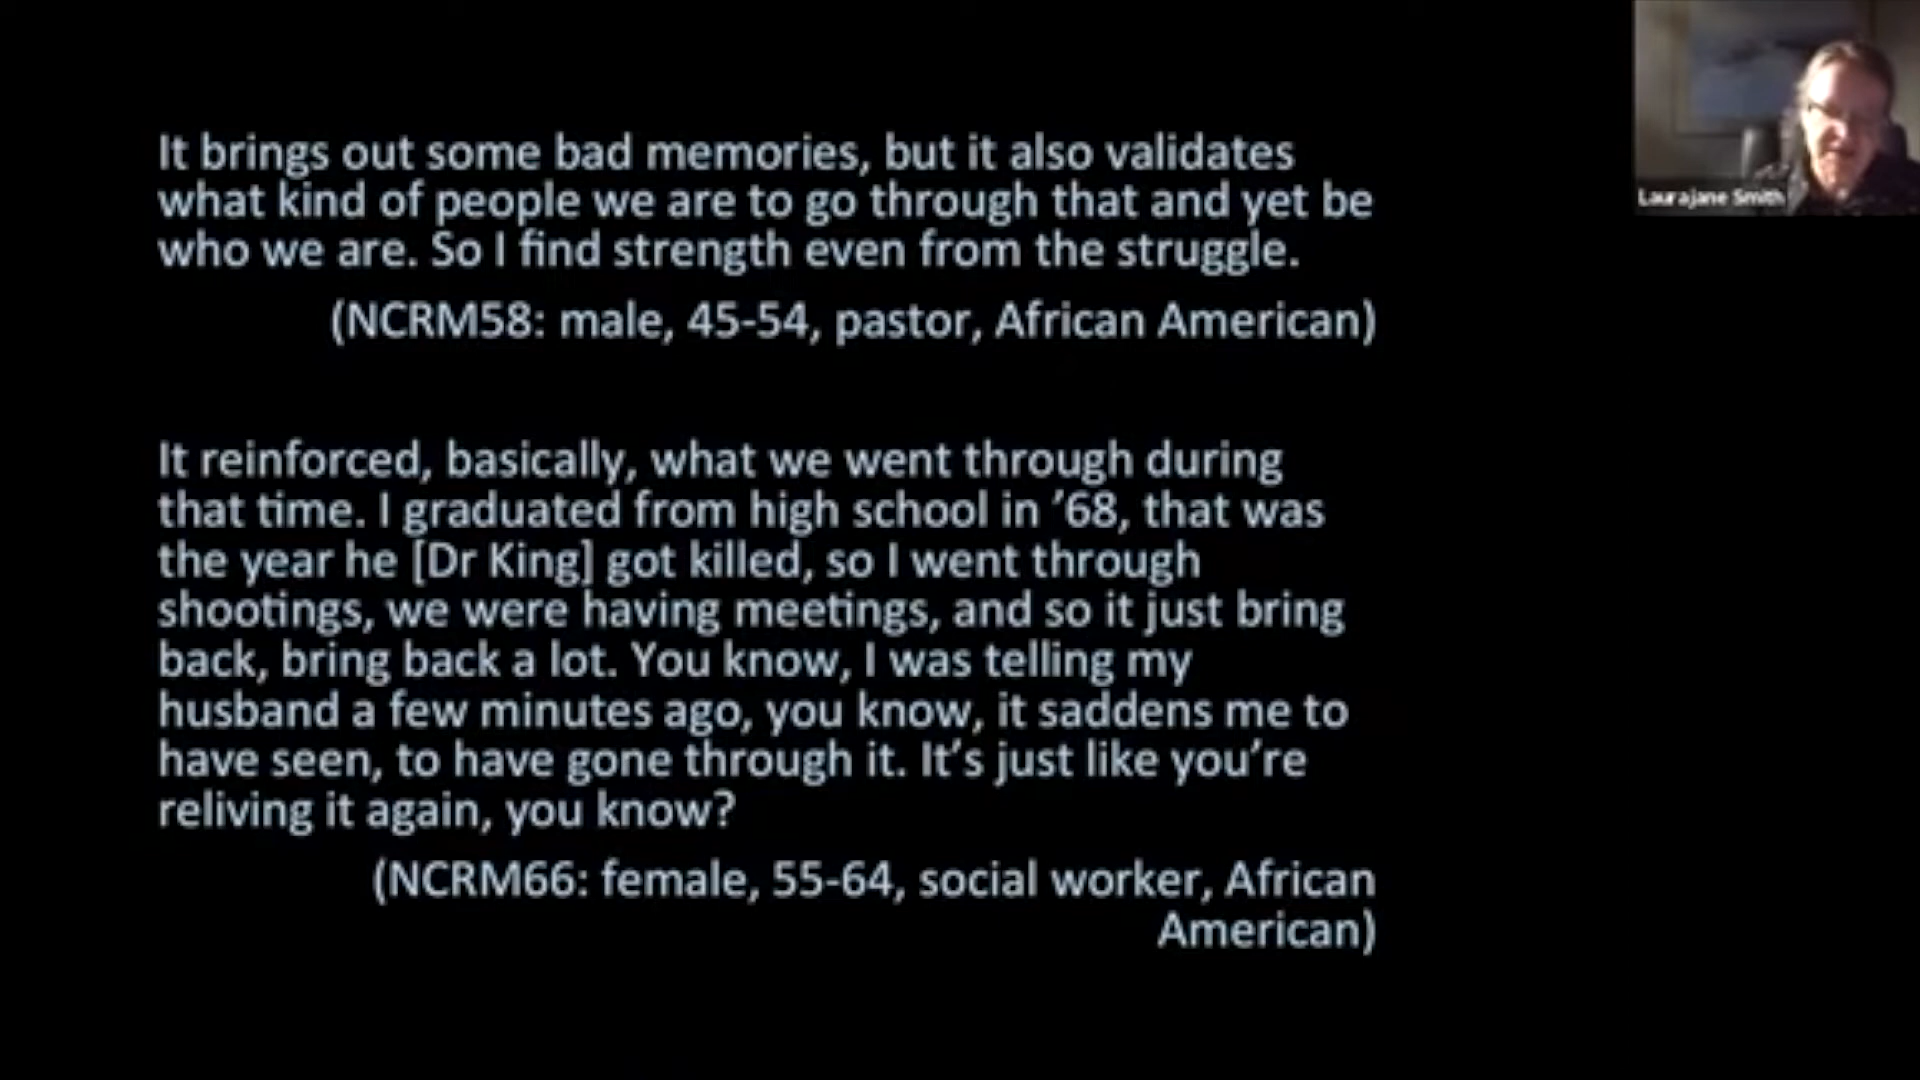 It brings out some bad memories, but it also validates
what kind of people we are to go through that and yet be
who we are. So I find strength even from the struggle.
(NCRM58: male, 45-54, pastor, African American)
It reinforced, basically, what we went through during
that time. I graduated from high school in ’68, that was
the year he [Dr King] got killed, so I went through
shootings, we were having meetings, and so it just bring
back, bring back a lot. You know, I was telling my
husband a few minutes ago, you know, it saddens me to
have seen, to have gone through it. It’s just like you’re
reliving it again, you know?
(NCRM66: female, 55-64, social worker, African
American)
Laurajane Smith